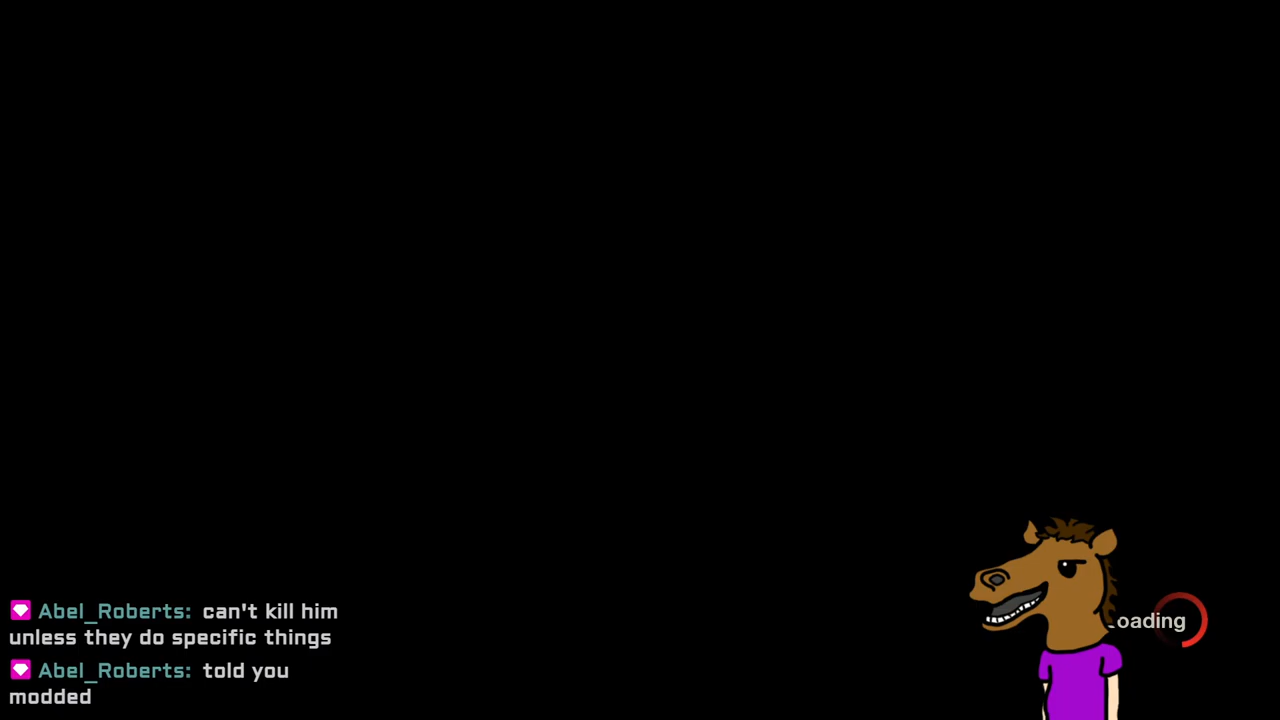 Abel_Roberts: can't kill him
unless they do specific things
Abel_Roberts: told you
modded
oading